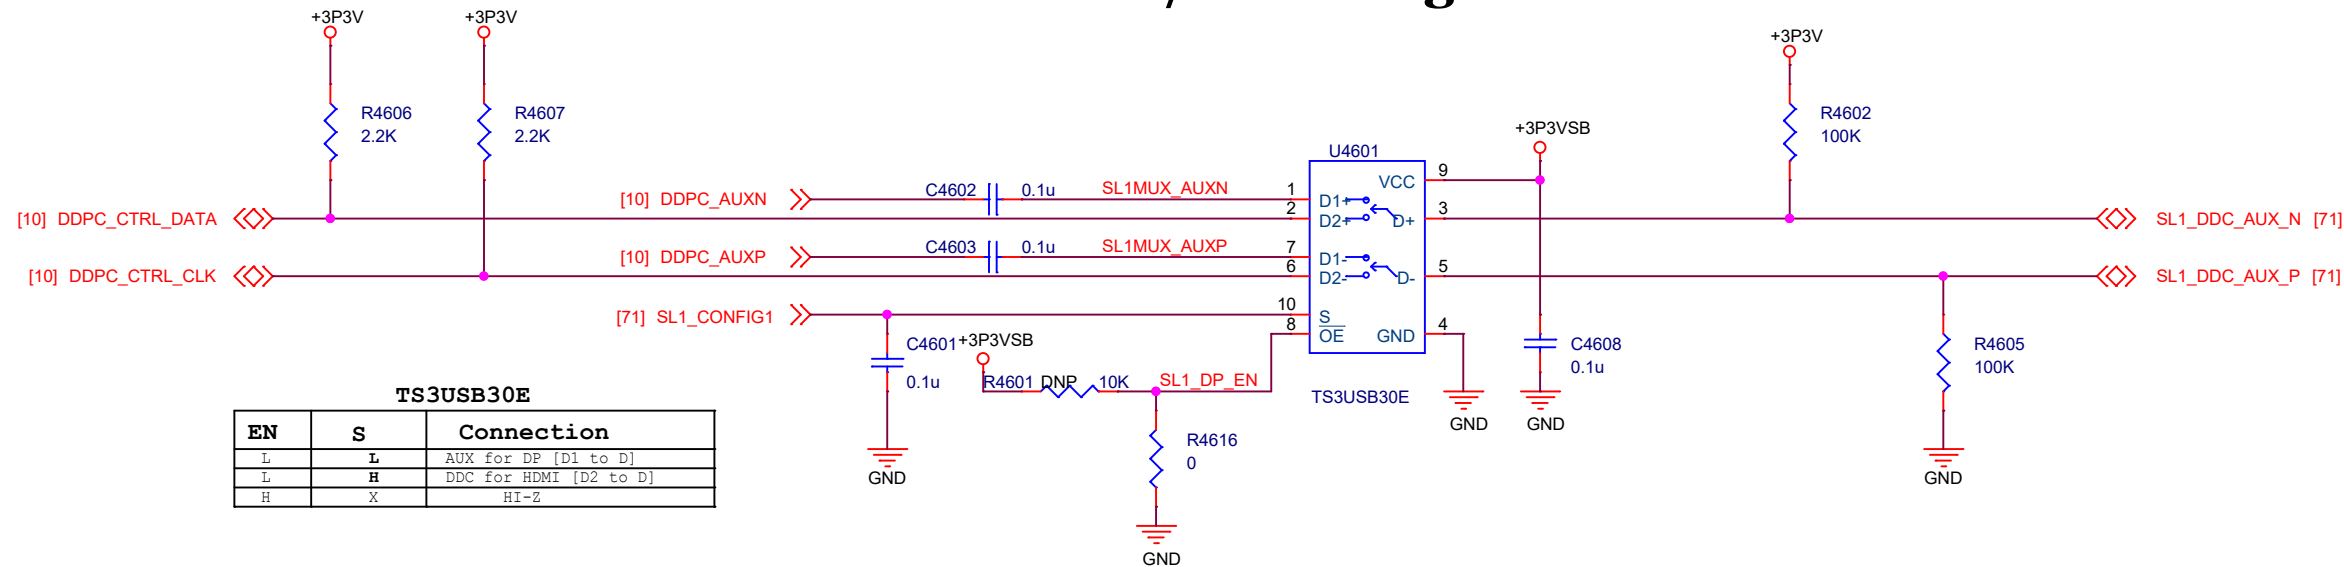 +3P3V
+3P3V
+3P3V
R4606
2.2K
R4607
2.2K
R4602
100K
+3P3VSB
U4601
[10] DDPC_AUXN
C4602
0.1u
SL1MUX_AUXN
1
D1+
VCC
9
[10] DDPC_CTRL_DATA
2
D2+
D+
3
SL1_DDC_AUX_N [71]
[10] DDPC_AUXP
C4603
0.1u
SL1MUX_AUXP
7
D1-
[10] DDPC_CTRL_CLK
6
D2-
D-
5
SL1_DDC_AUX_P [71]
[71] SL1_CONFIG1
10
S
8
OE
GND
4
C4601
0.1u
+3P3VSB
R4601 DNP 10K
SL1_DP_EN
TS3USB30E
C4608
0.1u
R4605
100K
GND
GND
R4616
0
GND
GND
GND
TS3USB30E
EN S Connection
L L AUX for DP [D1 to D]
L H DDC for HDMI [D2 to D]
H X HI-Z